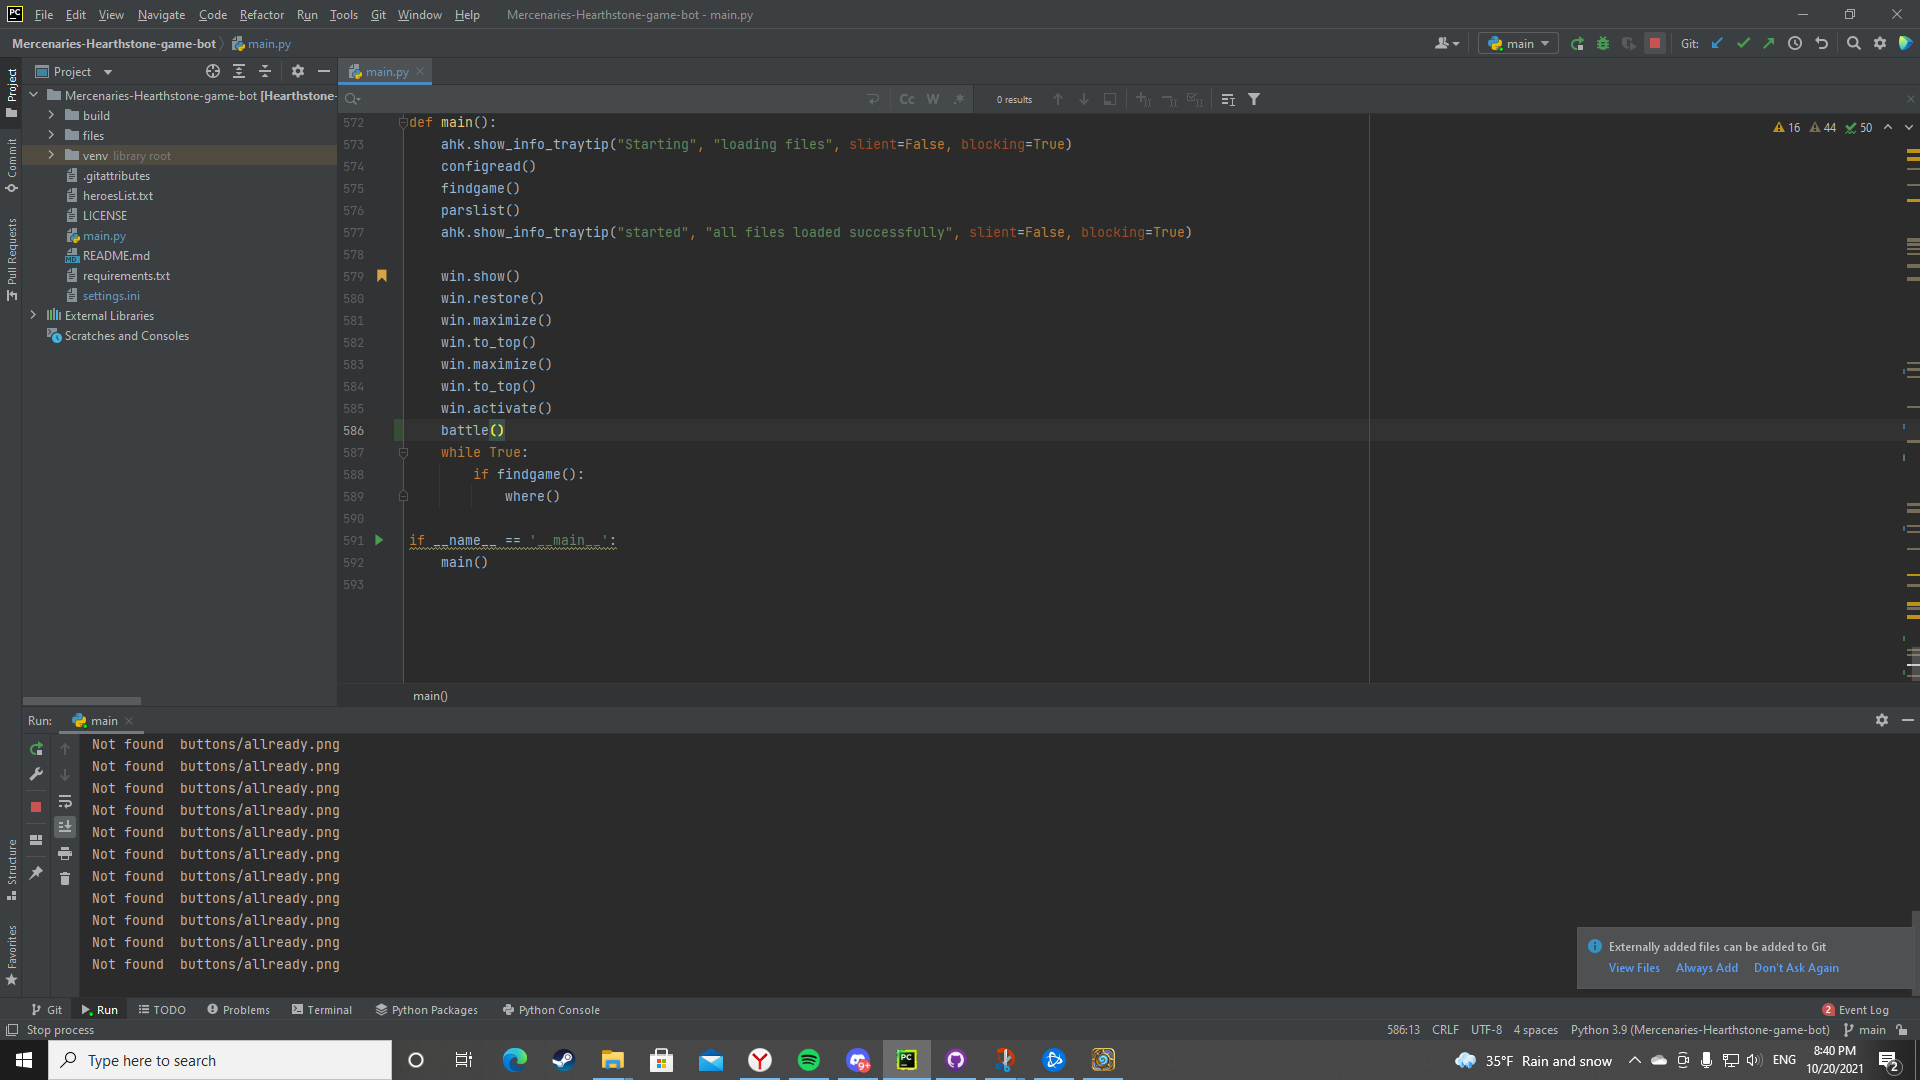 File Edit View Navigate Code Refactor Run Tools Git Window Help Mercenaries-Hearthstone-game-bot - main.py
Mercenaries-Hearthstone-game-bot main.py main Git:
Project main.py
Cc W .* 0 results
Mercenaries-Hearthstone-game-bot [Hearthstone-
build
files
venv library root
.gitattributes
heroesList.txt
LICENSE
main.py
README.md
requirements.txt
settings.ini
External Libraries
Scratches and Consoles
Project
Commit
Pull Requests
Structure
Favorites
16 44 50
572 def main():
573 ahk.show_info_traytip("Starting", "loading files", slient=False, blocking=True)
574 configread()
575 findgame()
576 parslist()
577 ahk.show_info_traytip("started", "all files loaded successfully", slient=False, blocking=True)
578
579 win.show()
580 win.restore()
581 win.maximize()
582 win.to_top()
583 win.maximize()
584 win.to_top()
585 win.activate()
586 battle()
587 while True:
588 if findgame():
589 where()
590
591 if __name__ == '__main__':
592 main()
593
main()
Run: main
Not found buttons/allready.png
Not found buttons/allready.png
Not found buttons/allready.png
Not found buttons/allready.png
Not found buttons/allready.png
Not found buttons/allready.png
Not found buttons/allready.png
Not found buttons/allready.png
Not found buttons/allready.png
Not found buttons/allready.png
Not found buttons/allready.png
Externally added files can be added to Git
View Files Always Add Don't Ask Again
Git Run TODO Problems Terminal Python Packages Python Console 2 Event Log
Stop process 586:13 CRLF UTF-8 4 spaces Python 3.9 (Mercenaries-Hearthstone-game-bot) main
Type here to search 35°F Rain and snow ENG 8:40 PM
10/20/2021 2